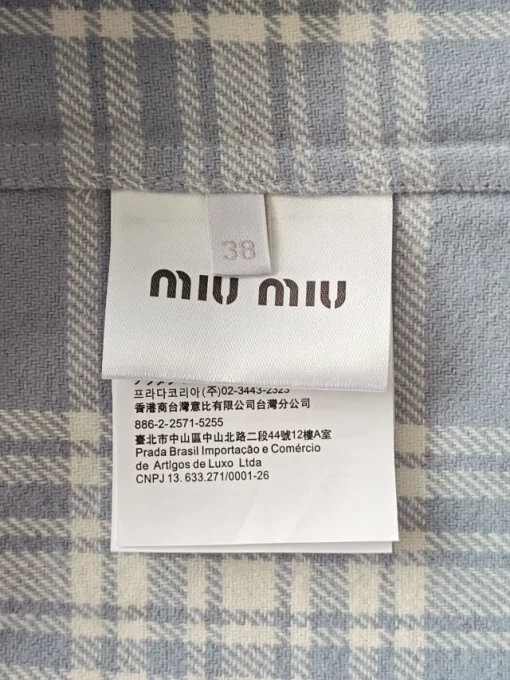 38
miu miu
프라다코리아(주)02-3443-2323
香港商台灣意比有限公司台灣分公司
886-2-2571-5255
臺北市中山區中山北路二段44號12樓A室
Prada Brasil Importação e Comércio
de Artigos de Luxo Ltda
CNPJ 13.633.271/0001-26